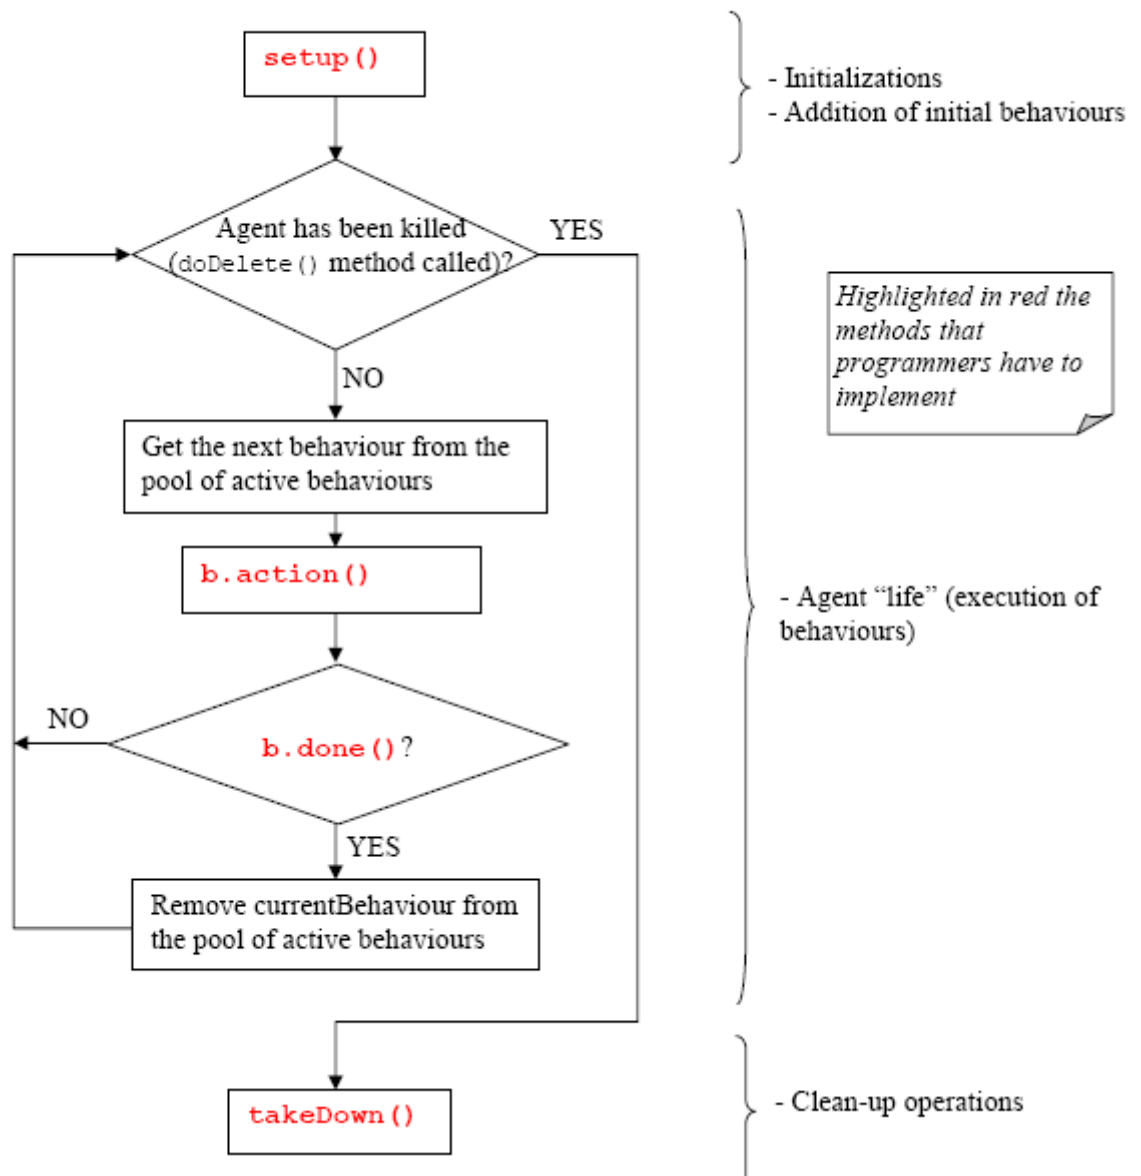 setup()
- Initializations
- Addition of initial behaviours
Agent has been killed
(doDelete() method called)?
YES
NO
Highlighted in red the
methods that
programmers have to
implement
Get the next behaviour from the
pool of active behaviours
b.action()
- Agent “life” (execution of
behaviours)
NO
b.done()?
YES
Remove currentBehaviour from
the pool of active behaviours
takeDown()
- Clean-up operations